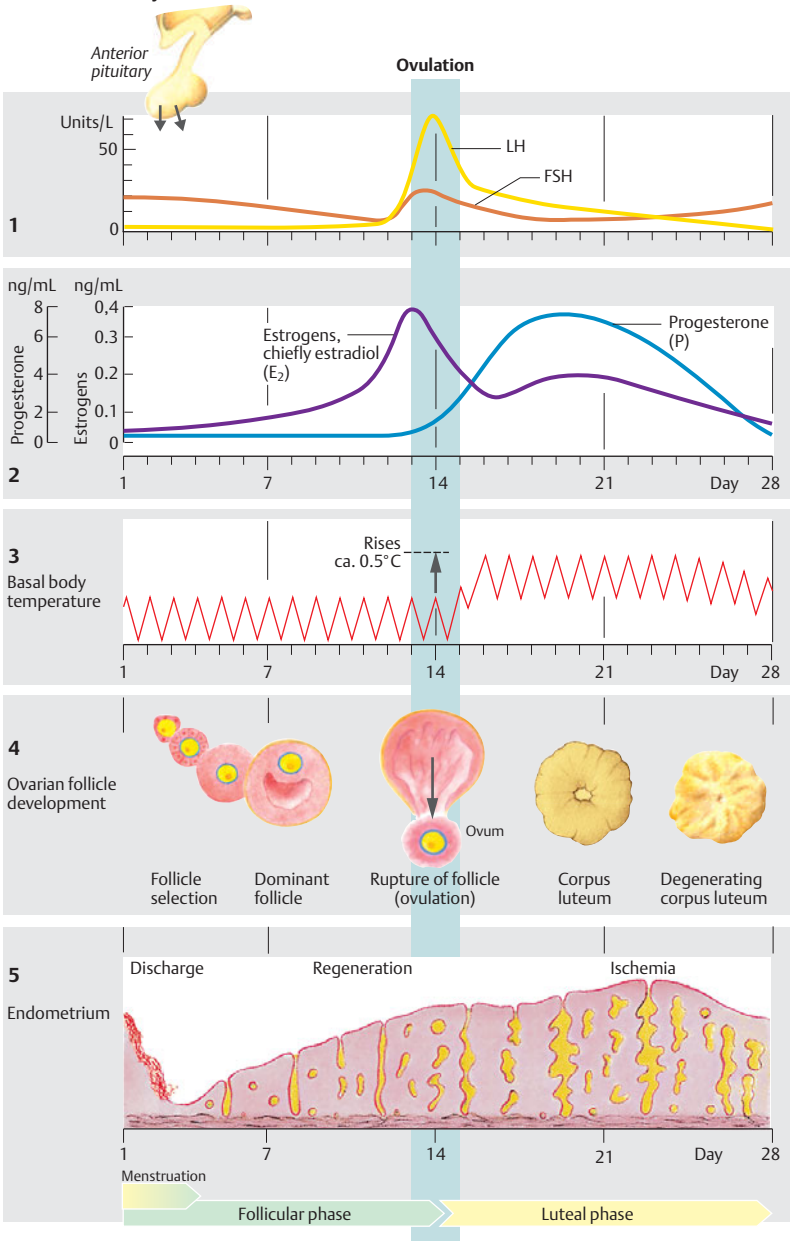 Anterior
pituitary
Ovulation
Units/L
50
0
LH
FSH
1
ng/mL
ng/mL
8
6
4
2
0
Progesterone
0,4
0.3
0.2
0.1
0
Estrogens
Estrogens,
chiefly estradiol
(E2)
Progesterone
(P)
2
1
7
14
21
Day
28
3
Basal body
temperature
Rises
ca. 0.5°C
1
7
14
21
Day
28
4
Ovarian follicle
development
Ovum
Follicle
selection
Dominant
follicle
Rupture of follicle
(ovulation)
Corpus
luteum
Degenerating
corpus luteum
5
Endometrium
Discharge
Regeneration
Ischemia
1
7
14
21
Day
28
Menstruation
Follicular phase
Luteal phase